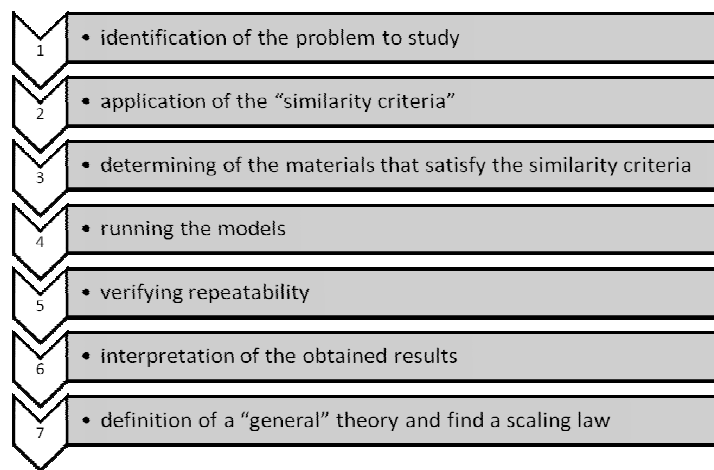 1 • identification of the problem to study
2 • application of the “similarity criteria”
3 • determining of the materials that satisfy the similarity criteria
4 • running the models
5 • verifying repeatability
6 • interpretation of the obtained results
7 • definition of a “general” theory and find a scaling law